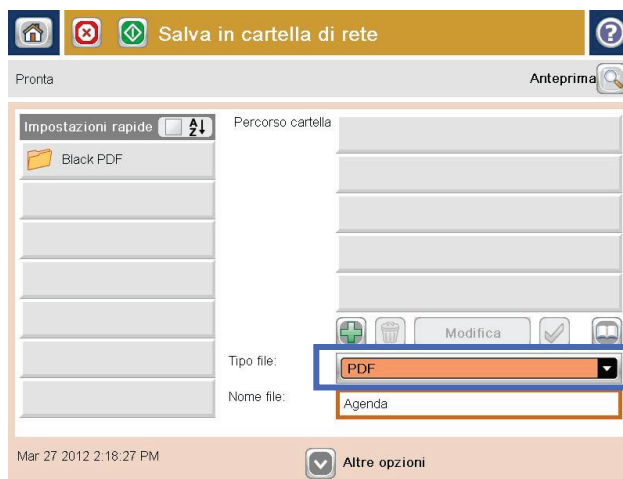 Salva in cartella di rete
?
Pronta
Anteprima
Impostazioni rapide
A
Z
Percorso cartella
Black PDF
Modifica
Tipo file:
PDF
Nome file:
Agenda
Mar 27 2012 2:18:27 PM
Altre opzioni